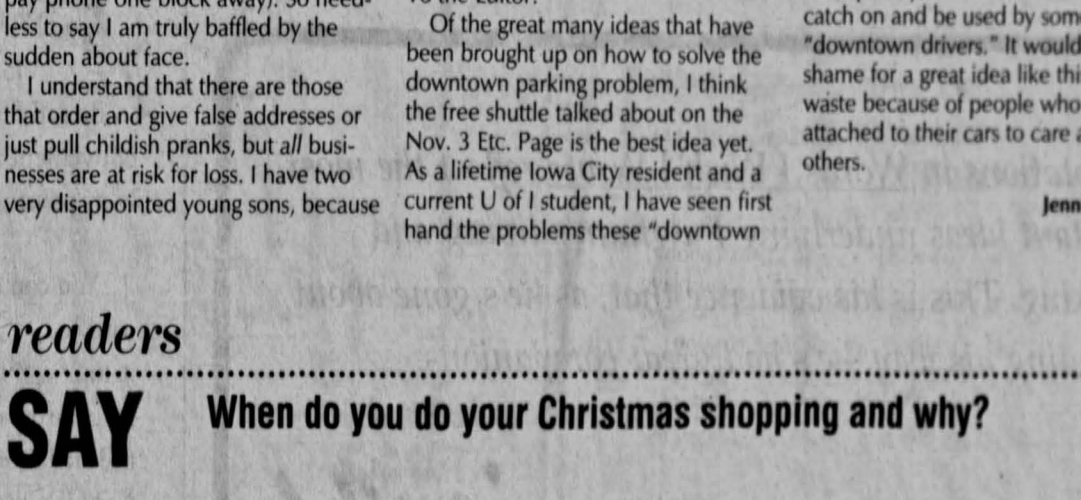 less to say I am truly baffled by the
sudden about face.
I understand that there are those
that order and give false addresses or
just pull childish pranks, but all busi-
nesses are at risk for loss. I have two
very disappointed young sons, because
Of the great many ideas that have
been brought up on how to solve the
downtown parking problem, I think
the free shuttle talked about on the
Nov. 3 Etc. Page is the best idea yet.
As a lifetime Iowa City resident and a
current U of I student, I have seen first
hand the problems these "downtown
catch on and be used by som
"downtown drivers." It would
shame for a great idea like thi
waste because of people who
attached to their cars to care
others.
Jenn
readers
SAY
When do you do your Christmas shopping and why?